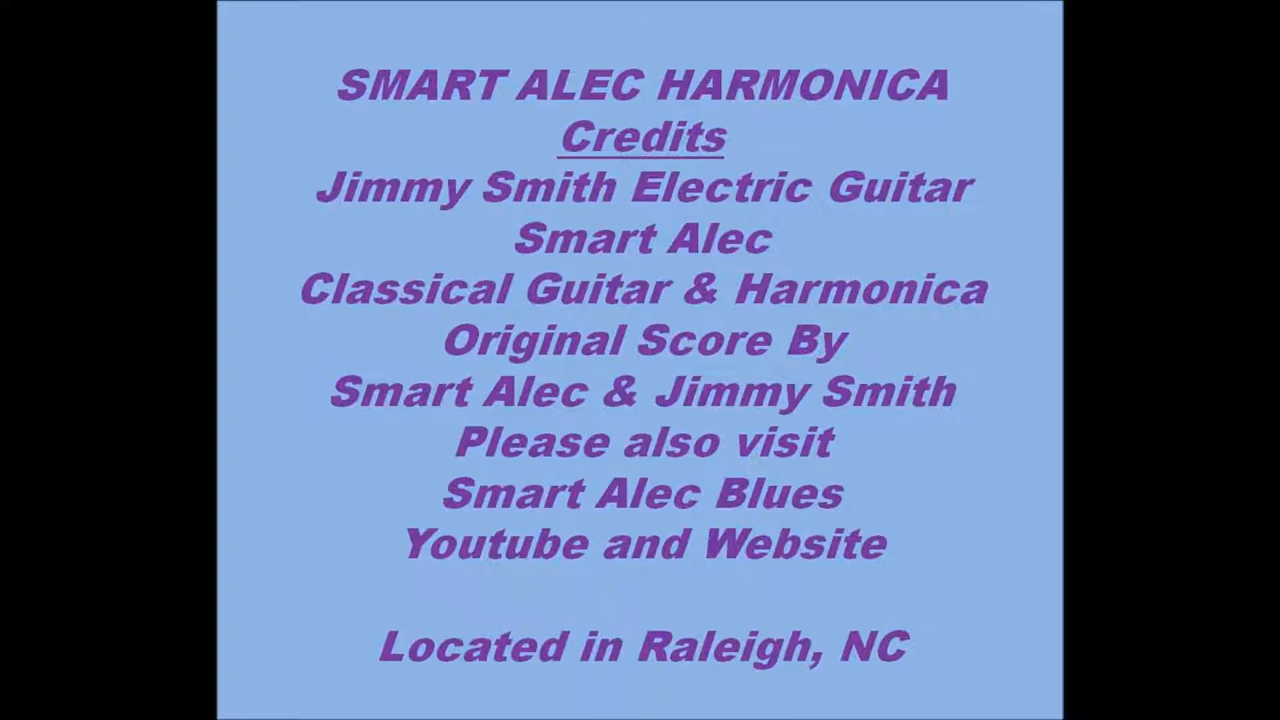 SMART ALEC HARMONICA
Credits
Jimmy Smith Electric Guitar
Smart Alec
Classical Guitar & Harmonica
Original Score By
Smart Alec & Jimmy Smith
Please also visit
Smart Alec Blues
Youtube and Website
Located in Raleigh, NC